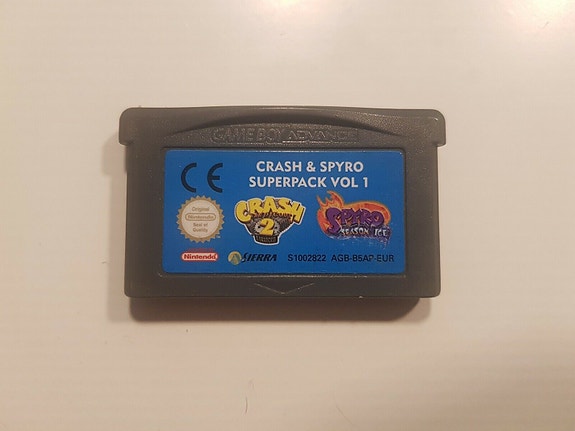 GAME BOY ADVANCE
CE
CRASH & SPYRO
SUPERPACK VOL 1
Original
Nintendo
Seal of
Quality
CRASH
2
SPYRO
SEASON OF ICE
Nintendo
SIERRA
S1002822 AGB-B5AP-EUR